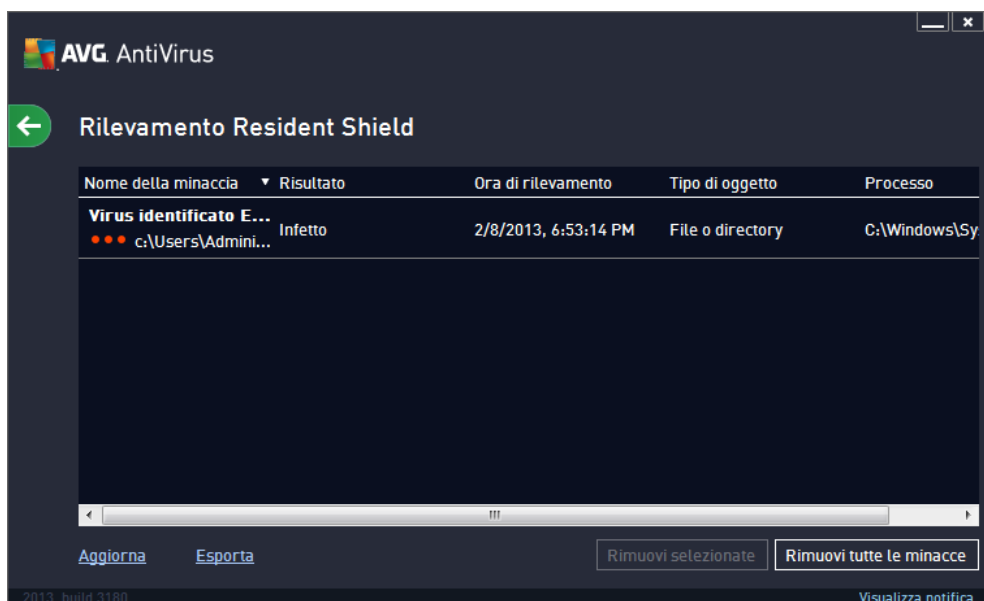 AVG. AntiVirus
Rilevamento Resident Shield
Nome della minaccia Risultato Ora di rilevamento Tipo di oggetto Processo
Virus identificato E...
c:\Users\Admini... Infetto 2/8/2013, 6:53:14 PM File o directory C:\Windows\Sy
Aggiorna Esporta Rimuovi selezionate Rimuovi tutte le minacce
2013 build 3180 Visualizza notifica